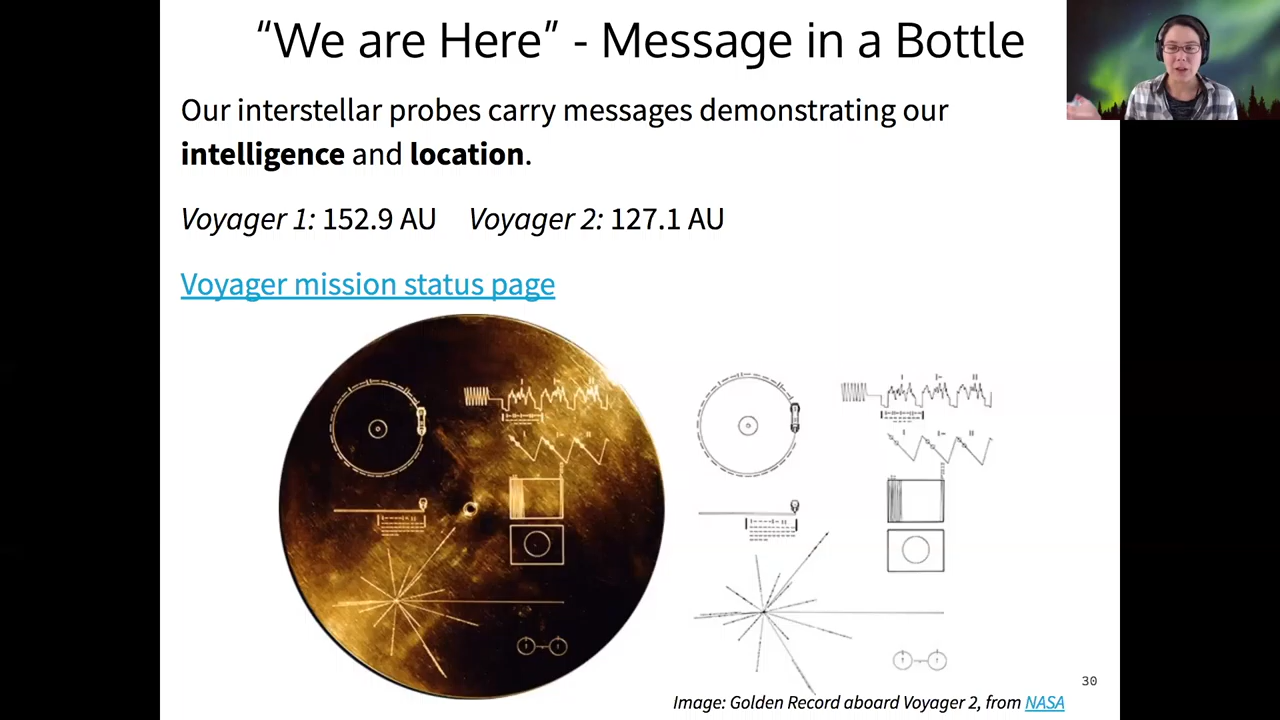 “We are Here” - Message in a Bottle
Our interstellar probes carry messages demonstrating our
intelligence and location.
Voyager 1: 152.9 AU Voyager 2: 127.1 AU
Voyager mission status page
30
Image: Golden Record aboard Voyager 2, from NASA